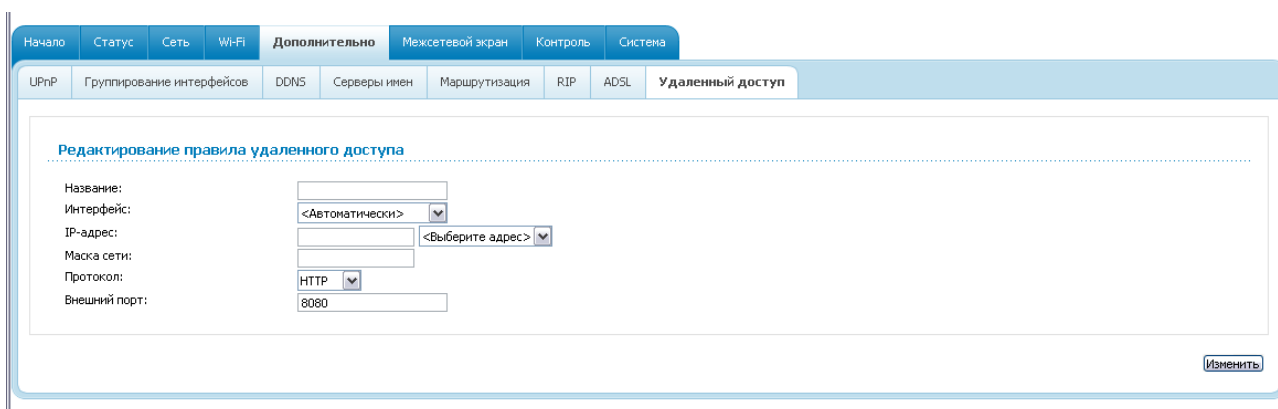 Начало Статус Сеть Wi-Fi Дополнительно Межсетевой экран Контроль Система
UPnP Группирование интерфейсов DDNS Серверы имен Маршрутизация RIP ADSL Удаленный доступ
Редактирование правила удаленного доступа
Название:
Интерфейс: <Автоматически>
IP-адрес: <Выберите адрес>
Маска сети:
Протокол: HTTP
Внешний порт: 8080
Изменить